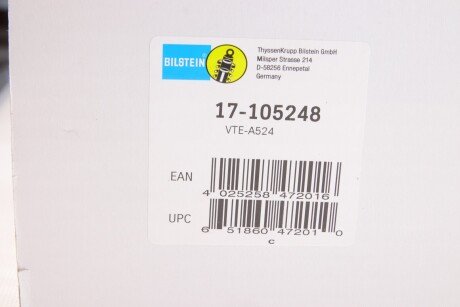 BILSTEIN
ThyssenKrupp Bilstein GmbH
Milsper Strasse 214
D-58256 Ennepetal
Germany
17-105248
VTE-A524
EAN
4 025258 472016
UPC
6 51860 47201 0
c